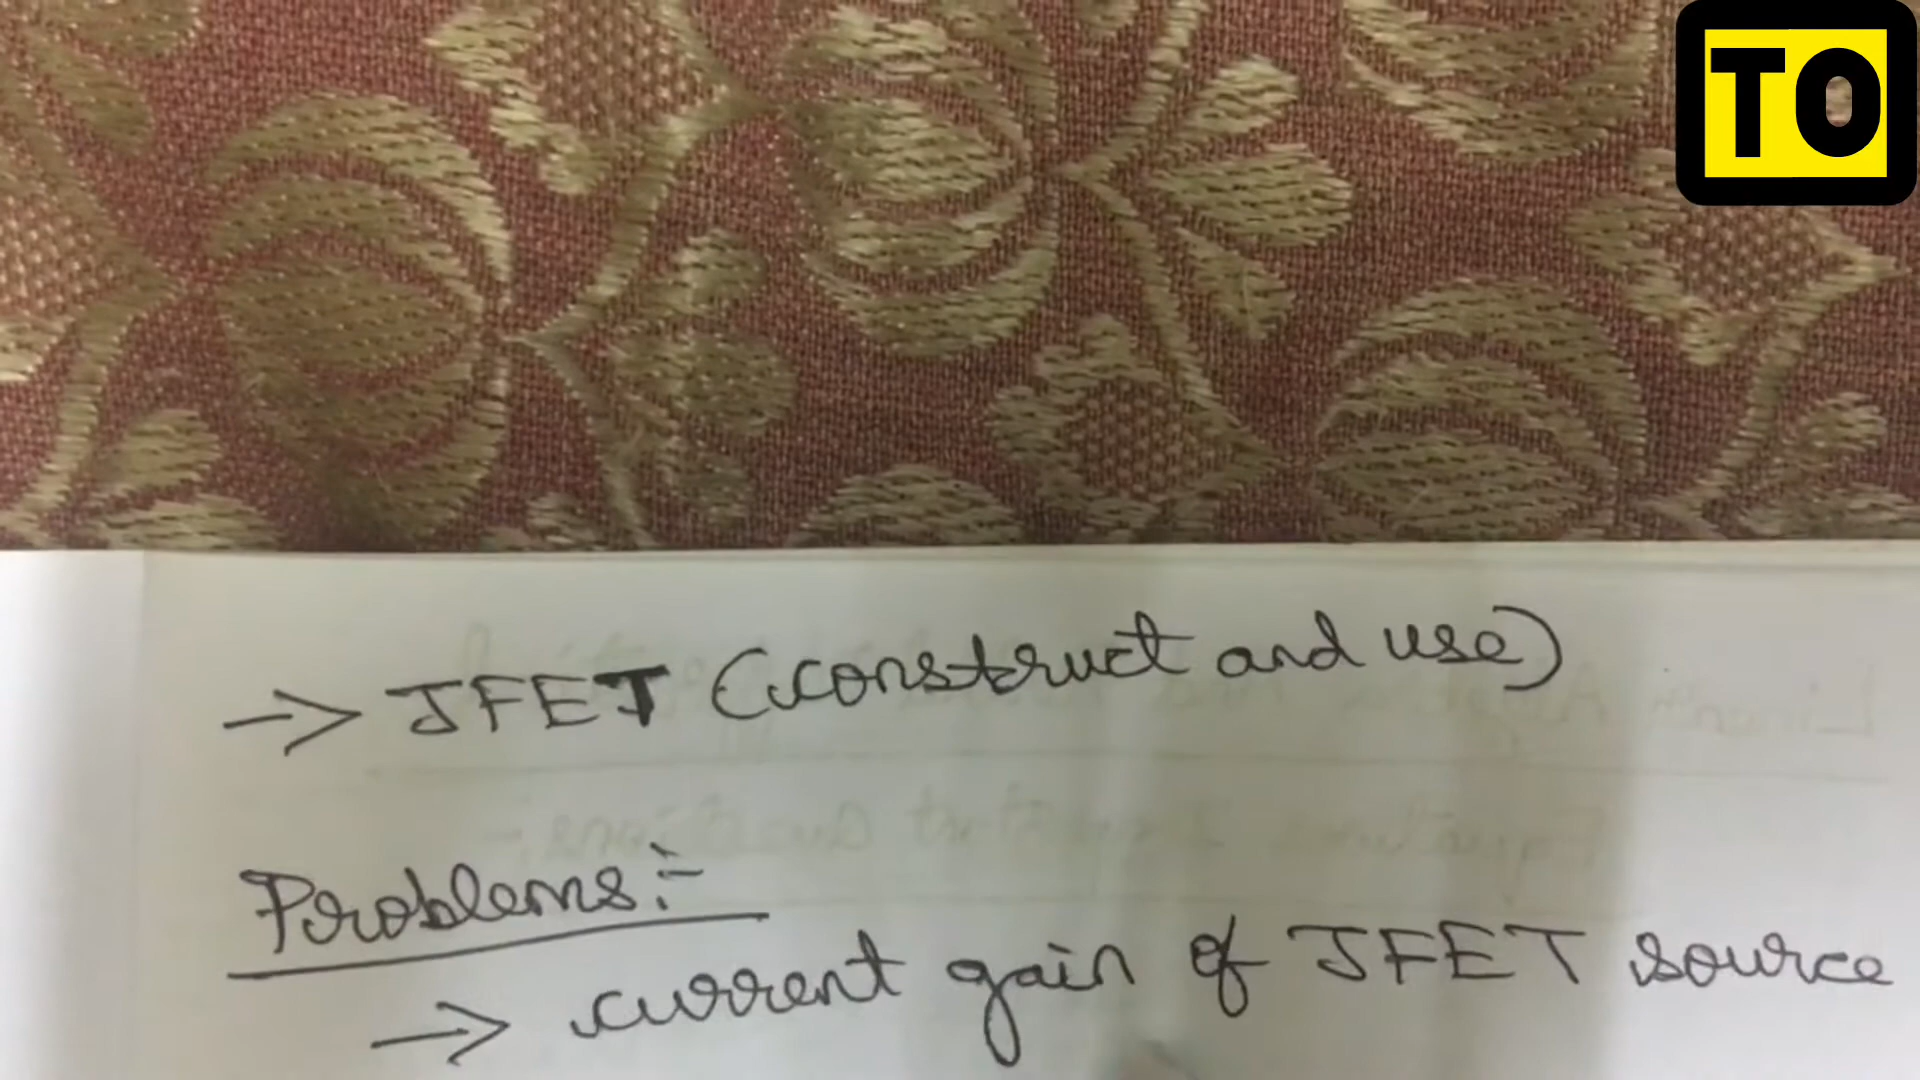 TO
→ JFET (construct and use)
Problems:-
→ current gain of JFET source